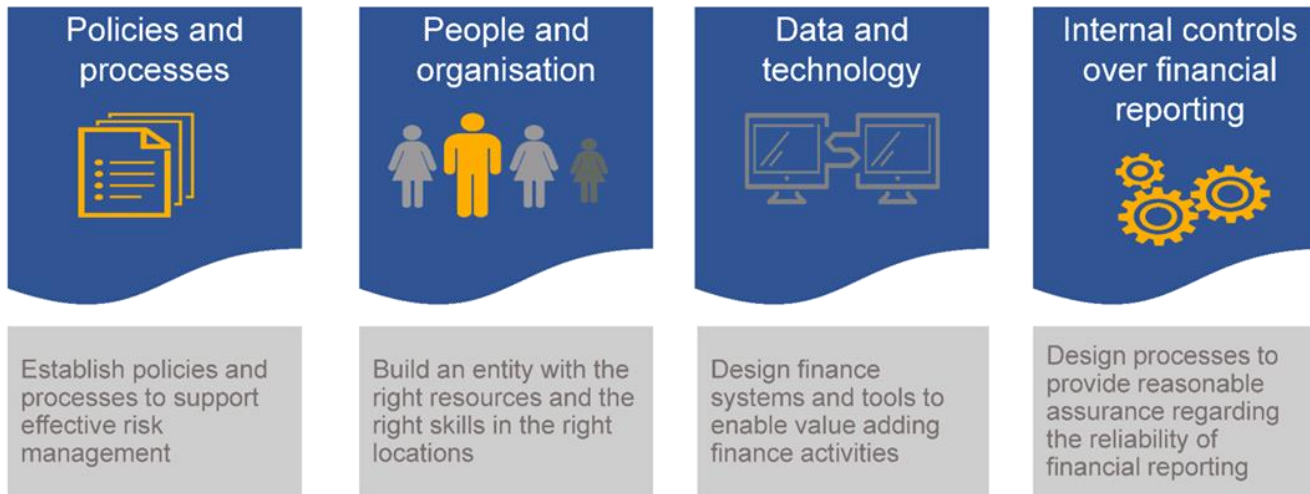 Policies and
processes
People and
organisation
Data and
technology
Internal controls
over financial
reporting
Establish policies and
processes to support
effective risk
management
Build an entity with the
right resources and the
right skills in the right
locations
Design finance
systems and tools to
enable value adding
finance activities
Design processes to
provide reasonable
assurance regarding
the reliability of
financial reporting